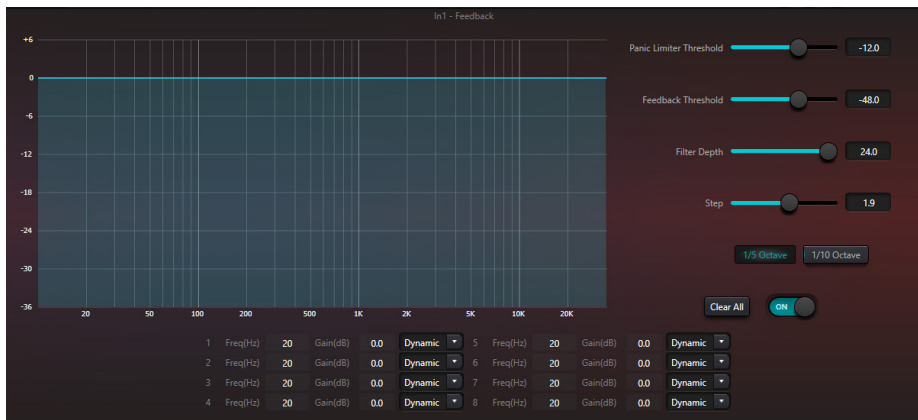 In1 - Feedback
+6
0
-6
-12
-18
-24
-30
-36
20 50 100 200 500 1K 2K 5K 10K 20K
Panic Limiter Threshold -12.0
Feedback Threshold -48.0
Filter Depth 24.0
Step 1.9
1/5 Octave 1/10 Octave
Clear All ON
1 Freq(Hz) 20 Gain(dB) 0.0 Dynamic 5 Freq(Hz) 20 Gain(dB) 0.0 Dynamic
2 Freq(Hz) 20 Gain(dB) 0.0 Dynamic 6 Freq(Hz) 20 Gain(dB) 0.0 Dynamic
3 Freq(Hz) 20 Gain(dB) 0.0 Dynamic 7 Freq(Hz) 20 Gain(dB) 0.0 Dynamic
4 Freq(Hz) 20 Gain(dB) 0.0 Dynamic 8 Freq(Hz) 20 Gain(dB) 0.0 Dynamic